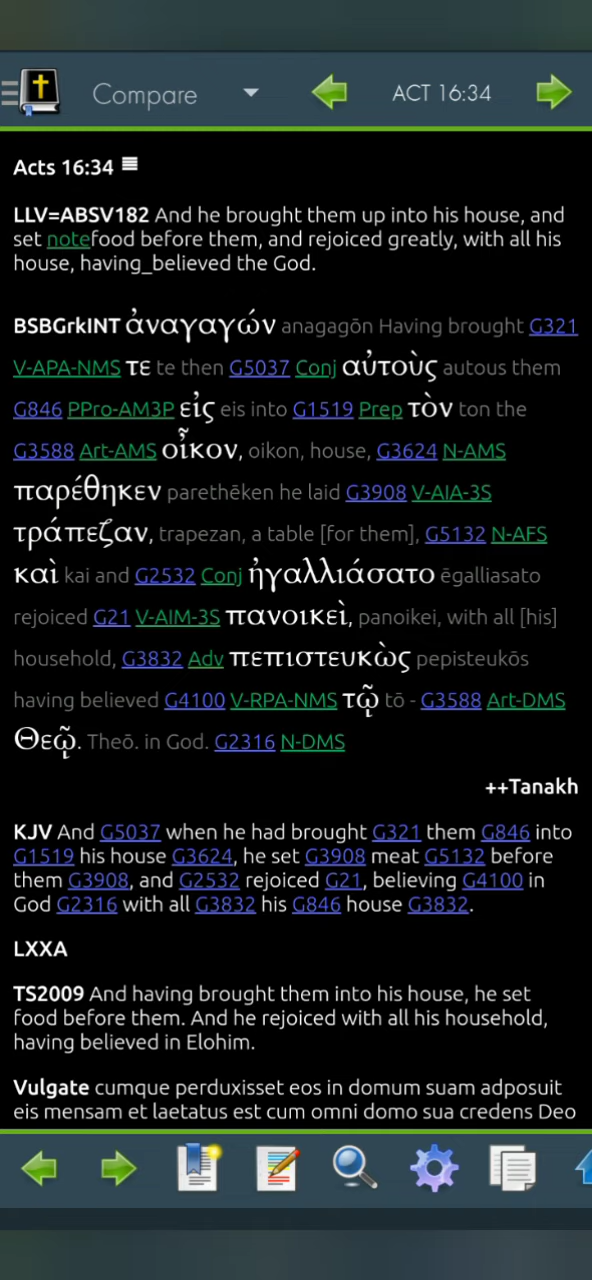 Compare
ACT 16:34
Acts 16:34
LLV=ABSV182 And he brought them up into his house, and
set notefood before them, and rejoiced greatly, with all his
house, having_believed the God.
BSBGrkINT ἀναγαγών anagagōn Having brought G321
V-APA-NMS τε te then G5037 Conj αὐτοὺς autous them
G846 PPro-AM3P εἰς eis into G1519 Prep τὸν ton the
G3588 Art-AMS οἶκον, oikon, house, G3624 N-AMS
παρέθηκεν parethēken he laid G3908 V-AIA-3S
τράπεζαν, trapezan, a table [for them], G5132 N-AFS
καὶ kai and G2532 Conj ἠγαλλιάσατο ēgalliasato
rejoiced G21 V-AIM-3S πανοικεὶ, panoikei, with all [his]
household, G3832 Adv πεπιστευκὼς pepisteukōs
having believed G4100 V-RPA-NMS τῷ tō - G3588 Art-DMS
Θεῷ. Theō. in God. G2316 N-DMS
++Tanakh
KJV And G5037 when he had brought G321 them G846 into
G1519 his house G3624, he set G3908 meat G5132 before
them G3908, and G2532 rejoiced G21, believing G4100 in
God G2316 with all G3832 his G846 house G3832.
LXXA
TS2009 And having brought them into his house, he set
food before them. And he rejoiced with all his household,
having believed in Elohim.
Vulgate cumque perduxisset eos in domum suam adposuit
eis mensam et laetatus est cum omni domo sua credens Deo